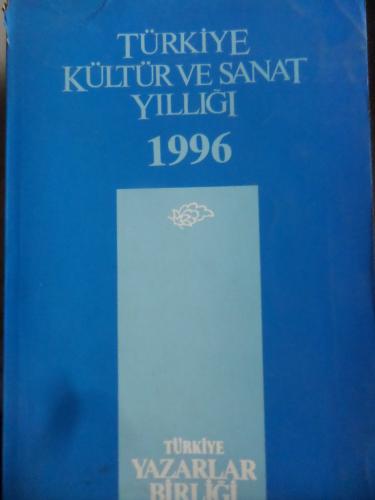 TÜRKİYE
KÜLTÜR VE SANAT
YILLIĞI
1996
TÜRKİYE
YAZARLAR
BİRLİĞİ